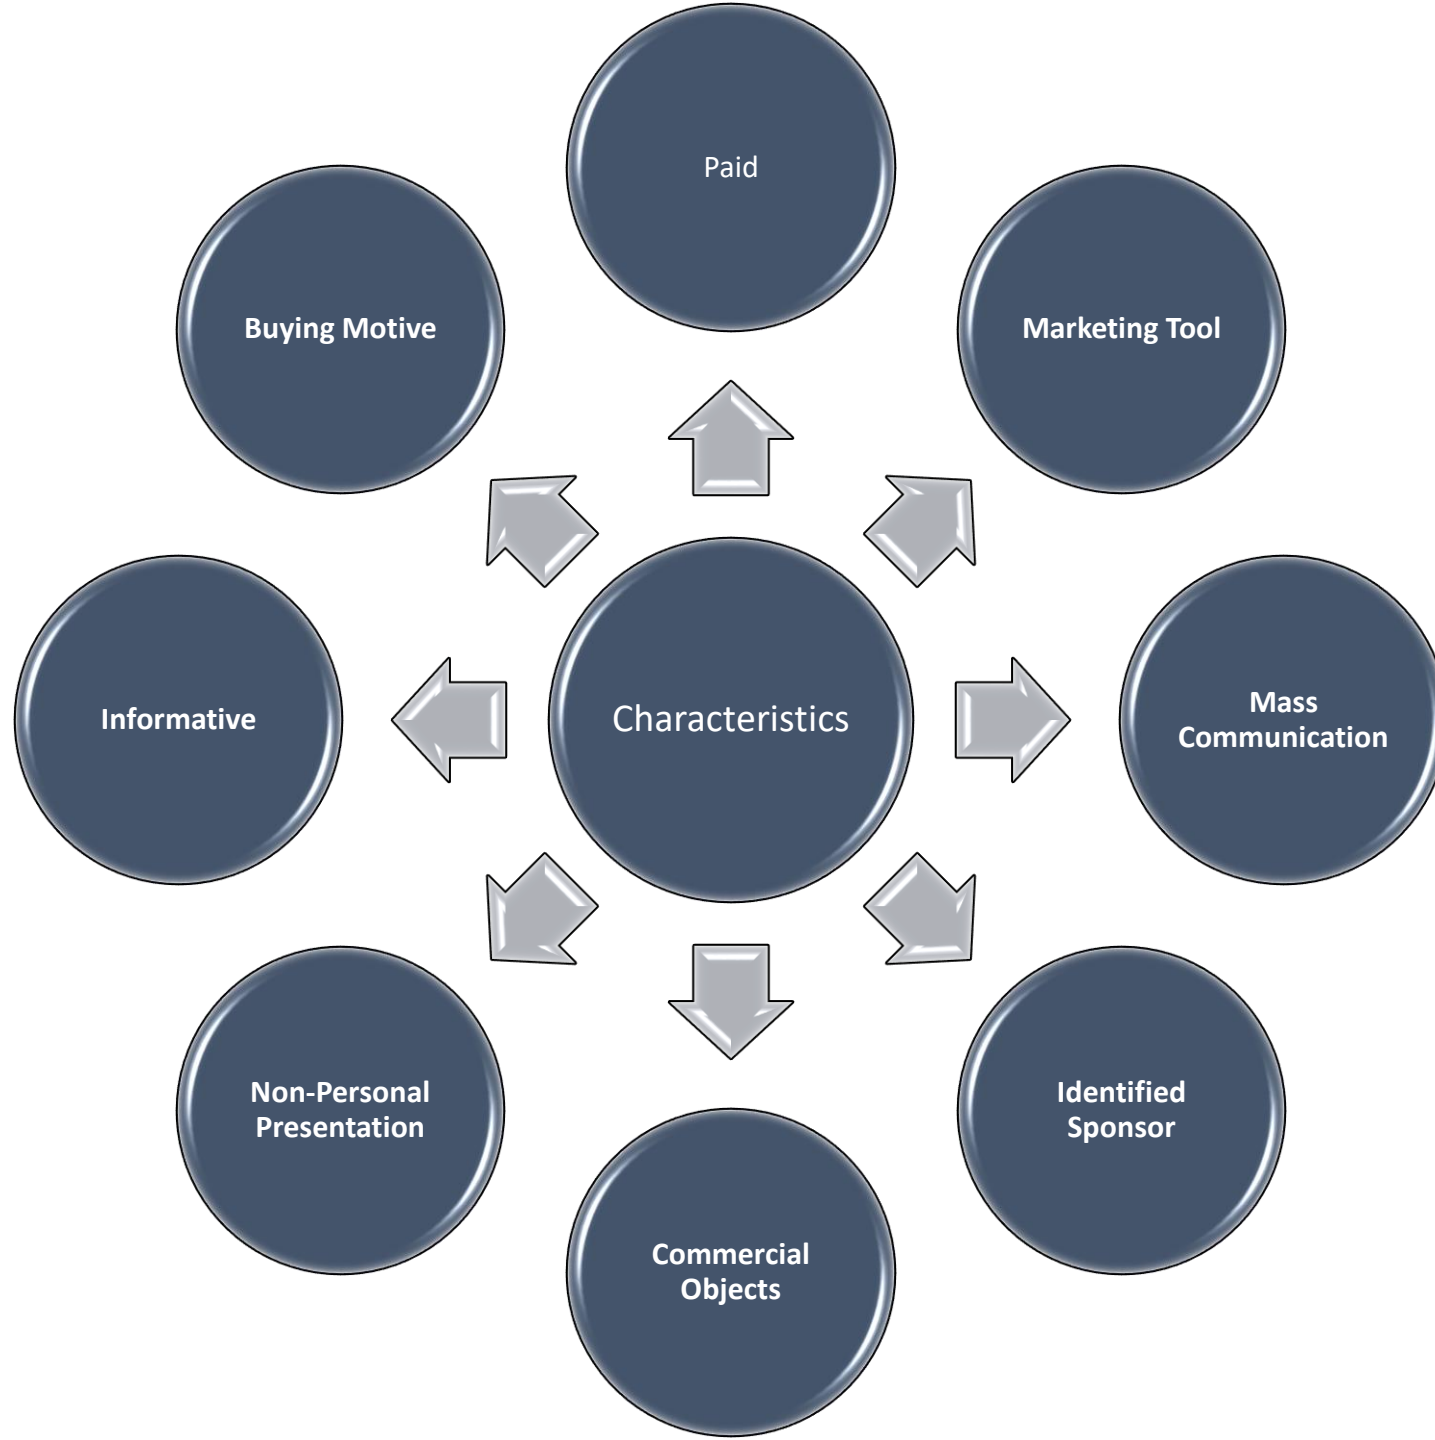 Paid
Buying Motive
Marketing Tool
Informative
Characteristics
Mass
Communication
Non-Personal
Presentation
Identified
Sponsor
Commercial
Objects